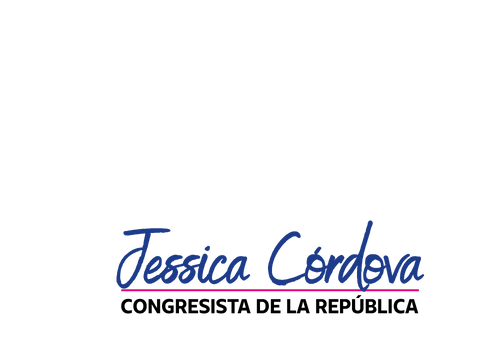 Jessica Córdova
CONGRESISTA DE LA REPÚBLICA